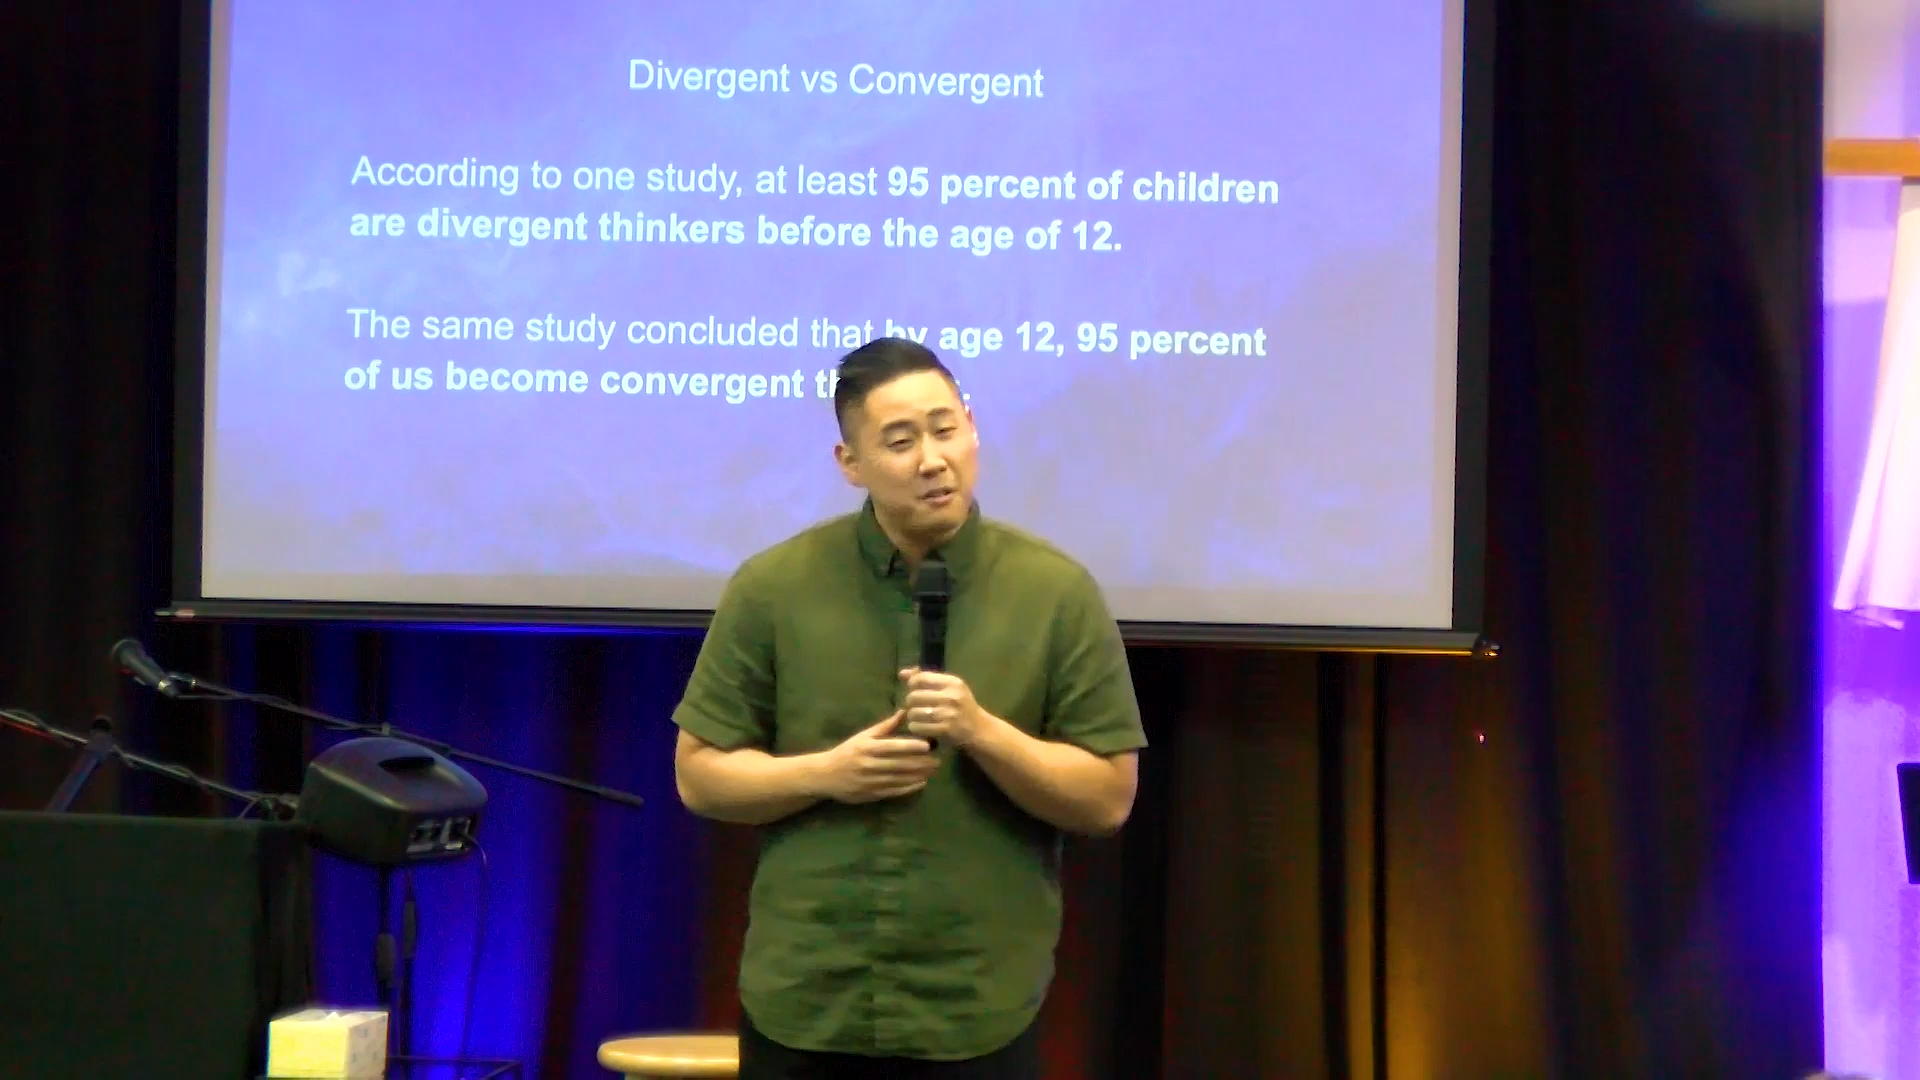 Divergent vs Convergent
According to one study, at least 95 percent of children
are divergent thinkers before the age of 12.
The same study concluded that by age 12, 95 percent
of us become convergent